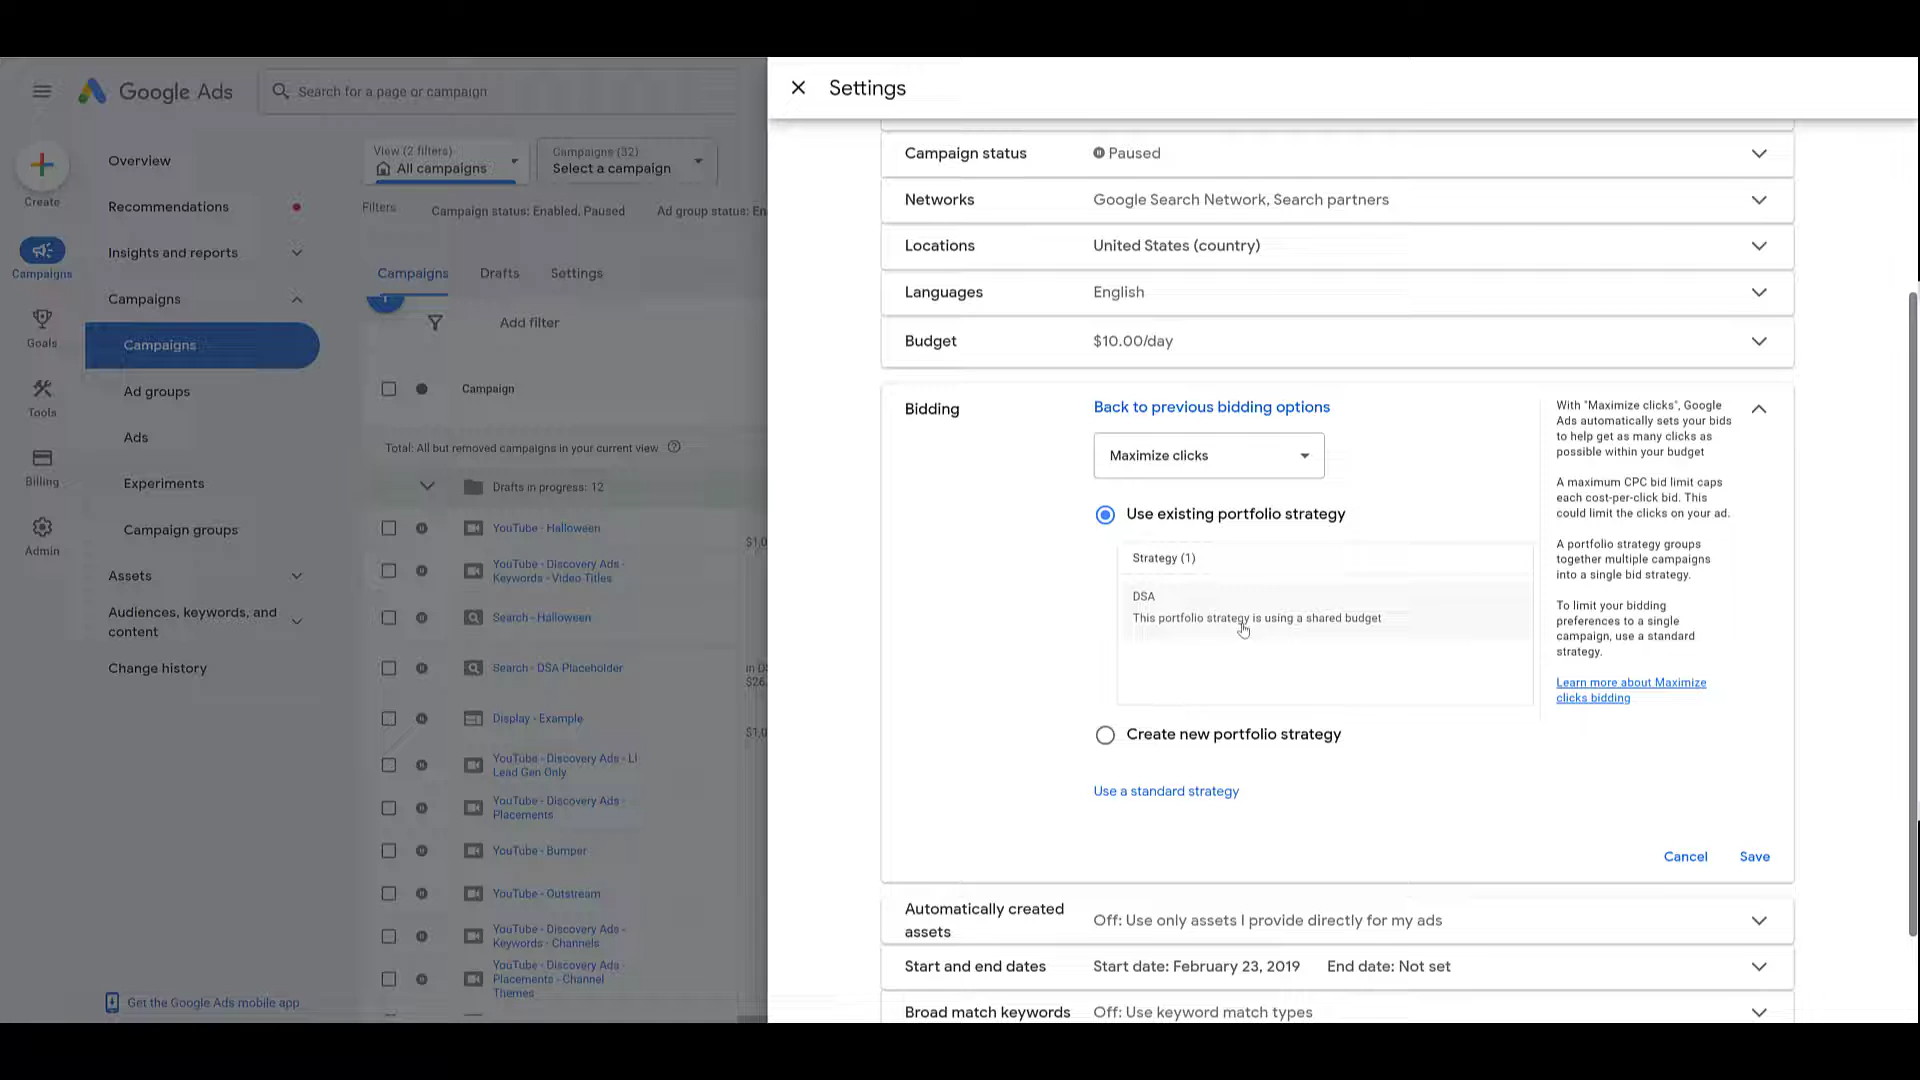 Google Ads
Search for a page or campaign
Create
Campaigns
Goals
Tools
Billing
Admin
Overview
Recommendations
Insights and reports
Campaigns
Campaigns
Ad groups
Ads
Experiments
Campaign groups
Assets
Audiences, keywords, and
content
Change history
Get the Google Ads mobile app
View (2 filters)
All campaigns
Campaigns (32)
Select a campaign
Filters
Campaign status: Enabled, Paused
Ad group status: En
Campaigns
Drafts
Settings
Add filter
Campaign
Total: All but removed campaigns in your current view
Drafts in progress: 12
YouTube - Halloween
$1,0
YouTube - Discovery Ads -
Keywords - Video Titles
Search - Halloween
Search - DSA Placeholder
in DS
$26.
Display - Example
$1,0
YouTube - Discovery Ads - LI
Lead Gen Only
YouTube - Discovery Ads -
Placements
YouTube - Bumper
YouTube - Outstream
YouTube - Discovery Ads -
Keywords - Channels
YouTube - Discovery Ads -
Placements - Channel
Themes
Settings
Campaign status
Paused
Networks
Google Search Network, Search partners
Locations
United States (country)
Languages
English
Budget
$10.00/day
Bidding
Back to previous bidding options
Maximize clicks
Use existing portfolio strategy
Strategy (1)
DSA
This portfolio strategy is using a shared budget
Create new portfolio strategy
Use a standard strategy
With "Maximize clicks", Google
Ads automatically sets your bids
to help get as many clicks as
possible within your budget
A maximum CPC bid limit caps
each cost-per-click bid. This
could limit the clicks on your ad.
A portfolio strategy groups
together multiple campaigns
into a single bid strategy.
To limit your bidding
preferences to a single
campaign, use a standard
strategy.
Learn more about Maximize
clicks bidding
Cancel
Save
Automatically created
assets
Off: Use only assets I provide directly for my ads
Start and end dates
Start date: February 23, 2019
End date: Not set
Broad match keywords
Off: Use keyword match types